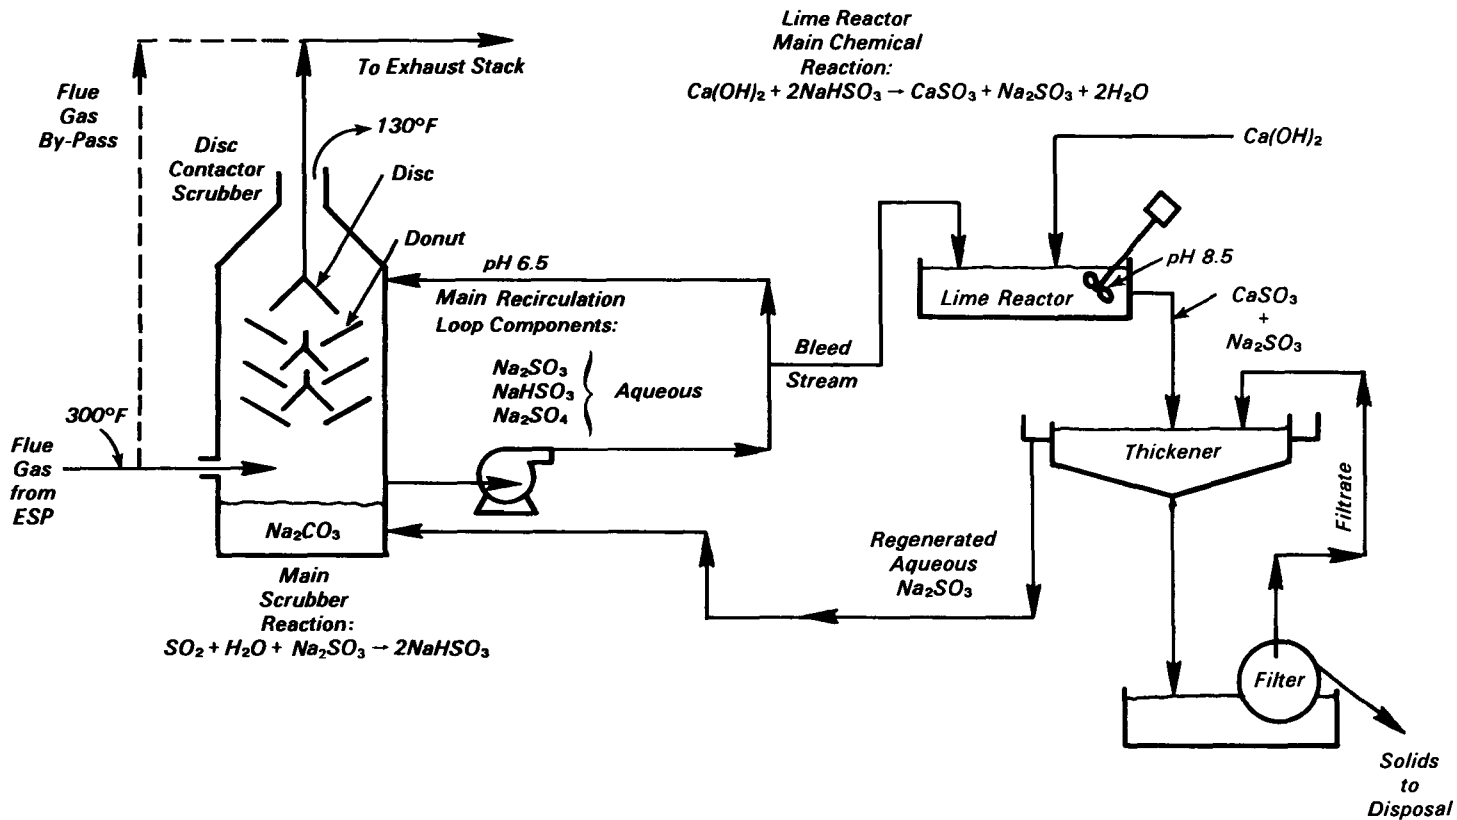 Lime Reactor
Main Chemical
Reaction:
Ca(OH)₂ + 2NaHSO₃ → CaSO₃ + Na₂SO₃ + 2H₂O
To Exhaust Stack
Flue
Gas
By-Pass
130°F
Disc
Contactor
Scrubber
Disc
Donut
Ca(OH)₂
pH 6.5
Main Recirculation
Loop Components:
Na₂SO₃
NaHSO₃
Na₂SO₄
Aqueous
Bleed
Stream
Lime Reactor
pH 8.5
CaSO₃
+
Na₂SO₃
300°F
Flue
Gas
from
ESP
Thickener
Filtrate
Na₂CO₃
Regenerated
Aqueous
Na₂SO₃
Main
Scrubber
Reaction:
SO₂ + H₂O + Na₂SO₃ → 2NaHSO₃
Filter
Solids
to
Disposal